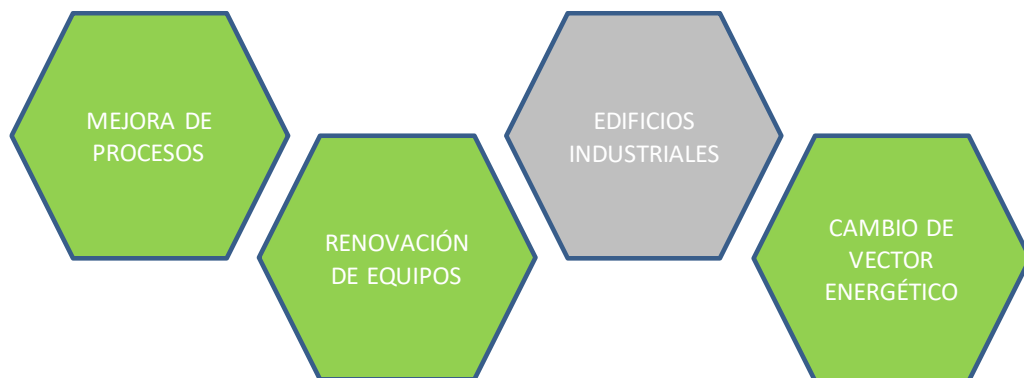 MEJORA DE
PROCESOS
RENOVACIÓN
DE EQUIPOS
EDIFICIOS
INDUSTRIALES
CAMBIO DE
VECTOR
ENERGÉTICO